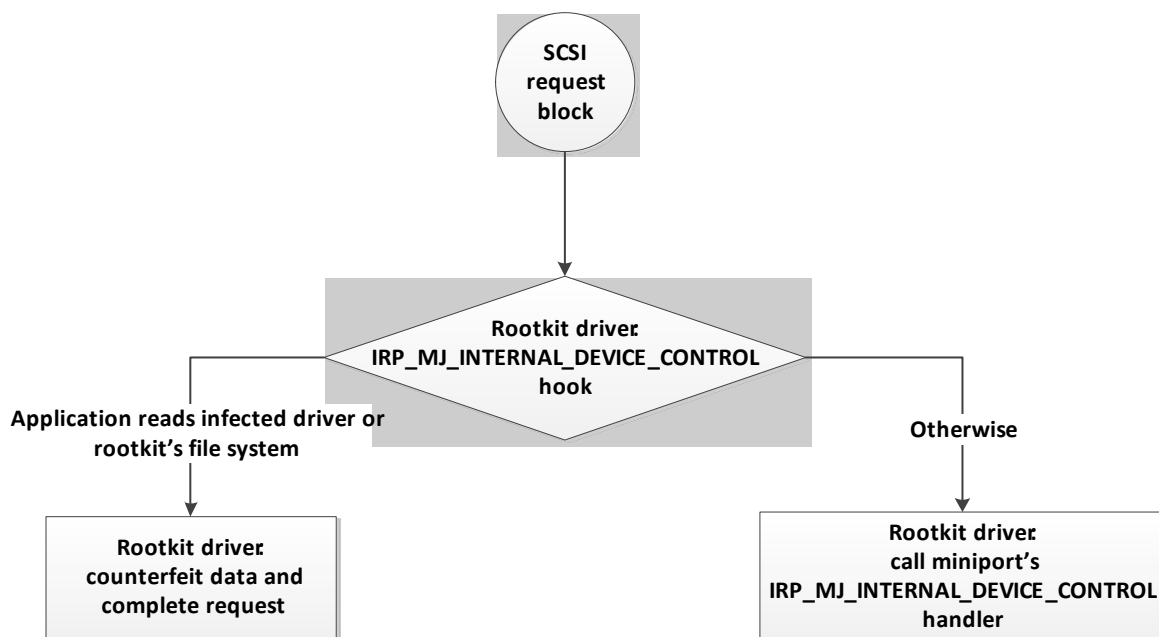 SCSI
request
block
Rootkit driver:
IRP_MJ_INTERNAL_DEVICE_CONTROL
hook
Application reads infected driver or
rootkit’s file system
Otherwise
Rootkit driver:
counterfeit data and
complete request
Rootkit driver:
call miniport’s
IRP_MJ_INTERNAL_DEVICE_CONTROL
handler